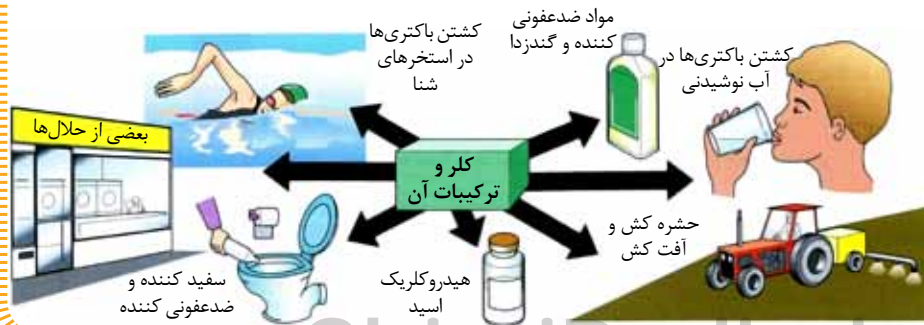 مواد ضدعفونی
کننده و گندزدا
کشتن باکتری‌ها در
آب نوشیدنی
کشتن باکتری‌ها
در استخرهای
شنا
بعضی از حلال‌ها
کلر و
ترکیبات آن
حشره کش و
آفت کش
هیدروکلریک
اسید
سفید کننده و
ضدعفونی کننده